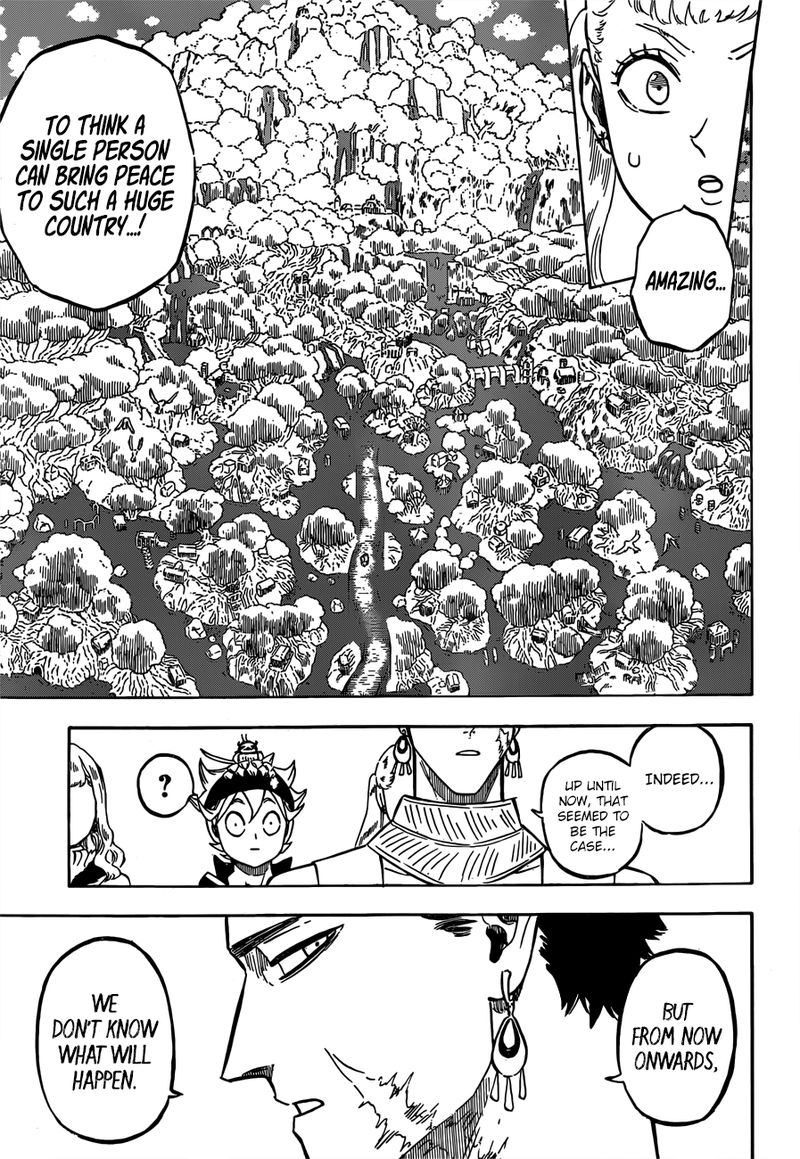 AMAZING...
TO THINK A
SINGLE PERSON
CAN BRING PEACE
TO SUCH A HUGE
COUNTRY...!
INDEED...
UP UNTIL
NOW, THAT
SEEMED TO
BE THE
CASE...
?
BUT
FROM NOW
ONWARDS,
WE
DON'T KNOW
WHAT WILL
HAPPEN.